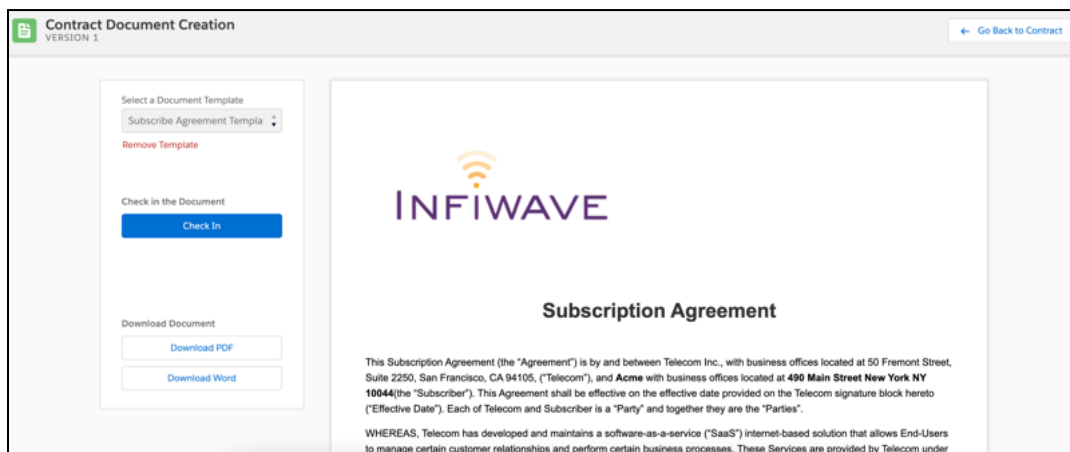 Contract Document Creation
VERSION 1
Go Back to Contract
Select a Document Template
Subscribe Agreement Templa
Remove Template
Check in the Document
Check In
Download Document
Download PDF
Download Word
INFIWAVE
Subscription Agreement
This Subscription Agreement (the "Agreement") is by and between Telecom Inc., with business offices located at 50 Fremont Street,
Suite 2250, San Francisco, CA 94105, ("Telecom"), and Acme with business offices located at 490 Main Street New York NY
10044(the "Subscriber"). This Agreement shall be effective on the effective date provided on the Telecom signature block hereto
("Effective Date"). Each of Telecom and Subscriber is a "Party" and together they are the "Parties".
WHEREAS, Telecom has developed and maintains a software-as-a-service ("SaaS") internet-based solution that allows End-Users
to manage certain customer relationships and perform certain business processes. These Services are provided by Telecom under